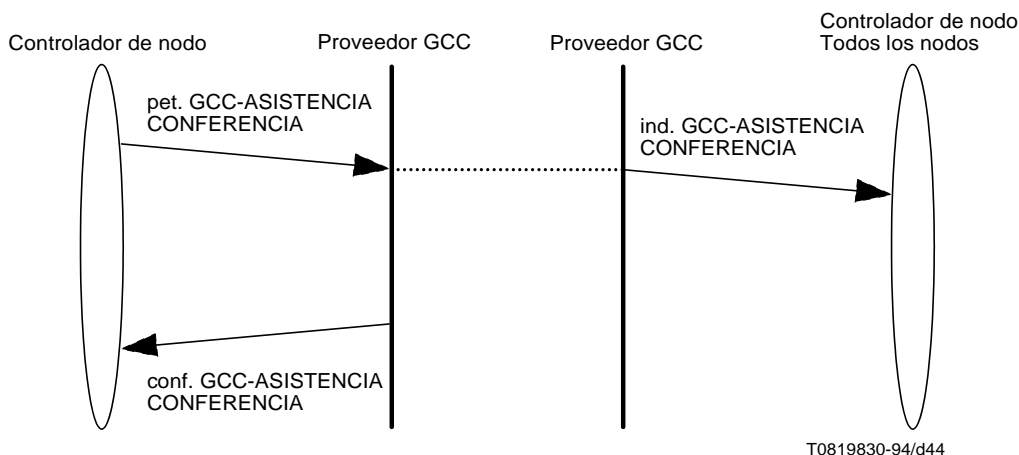 Controlador de nodo
Proveedor GCC
Proveedor GCC
Controlador de nodo
Todos los nodos
pet. GCC-ASISTENCIA
CONFERENCIA
ind. GCC-ASISTENCIA
CONFERENCIA
conf. GCC-ASISTENCIA
CONFERENCIA
T0819830-94/d44